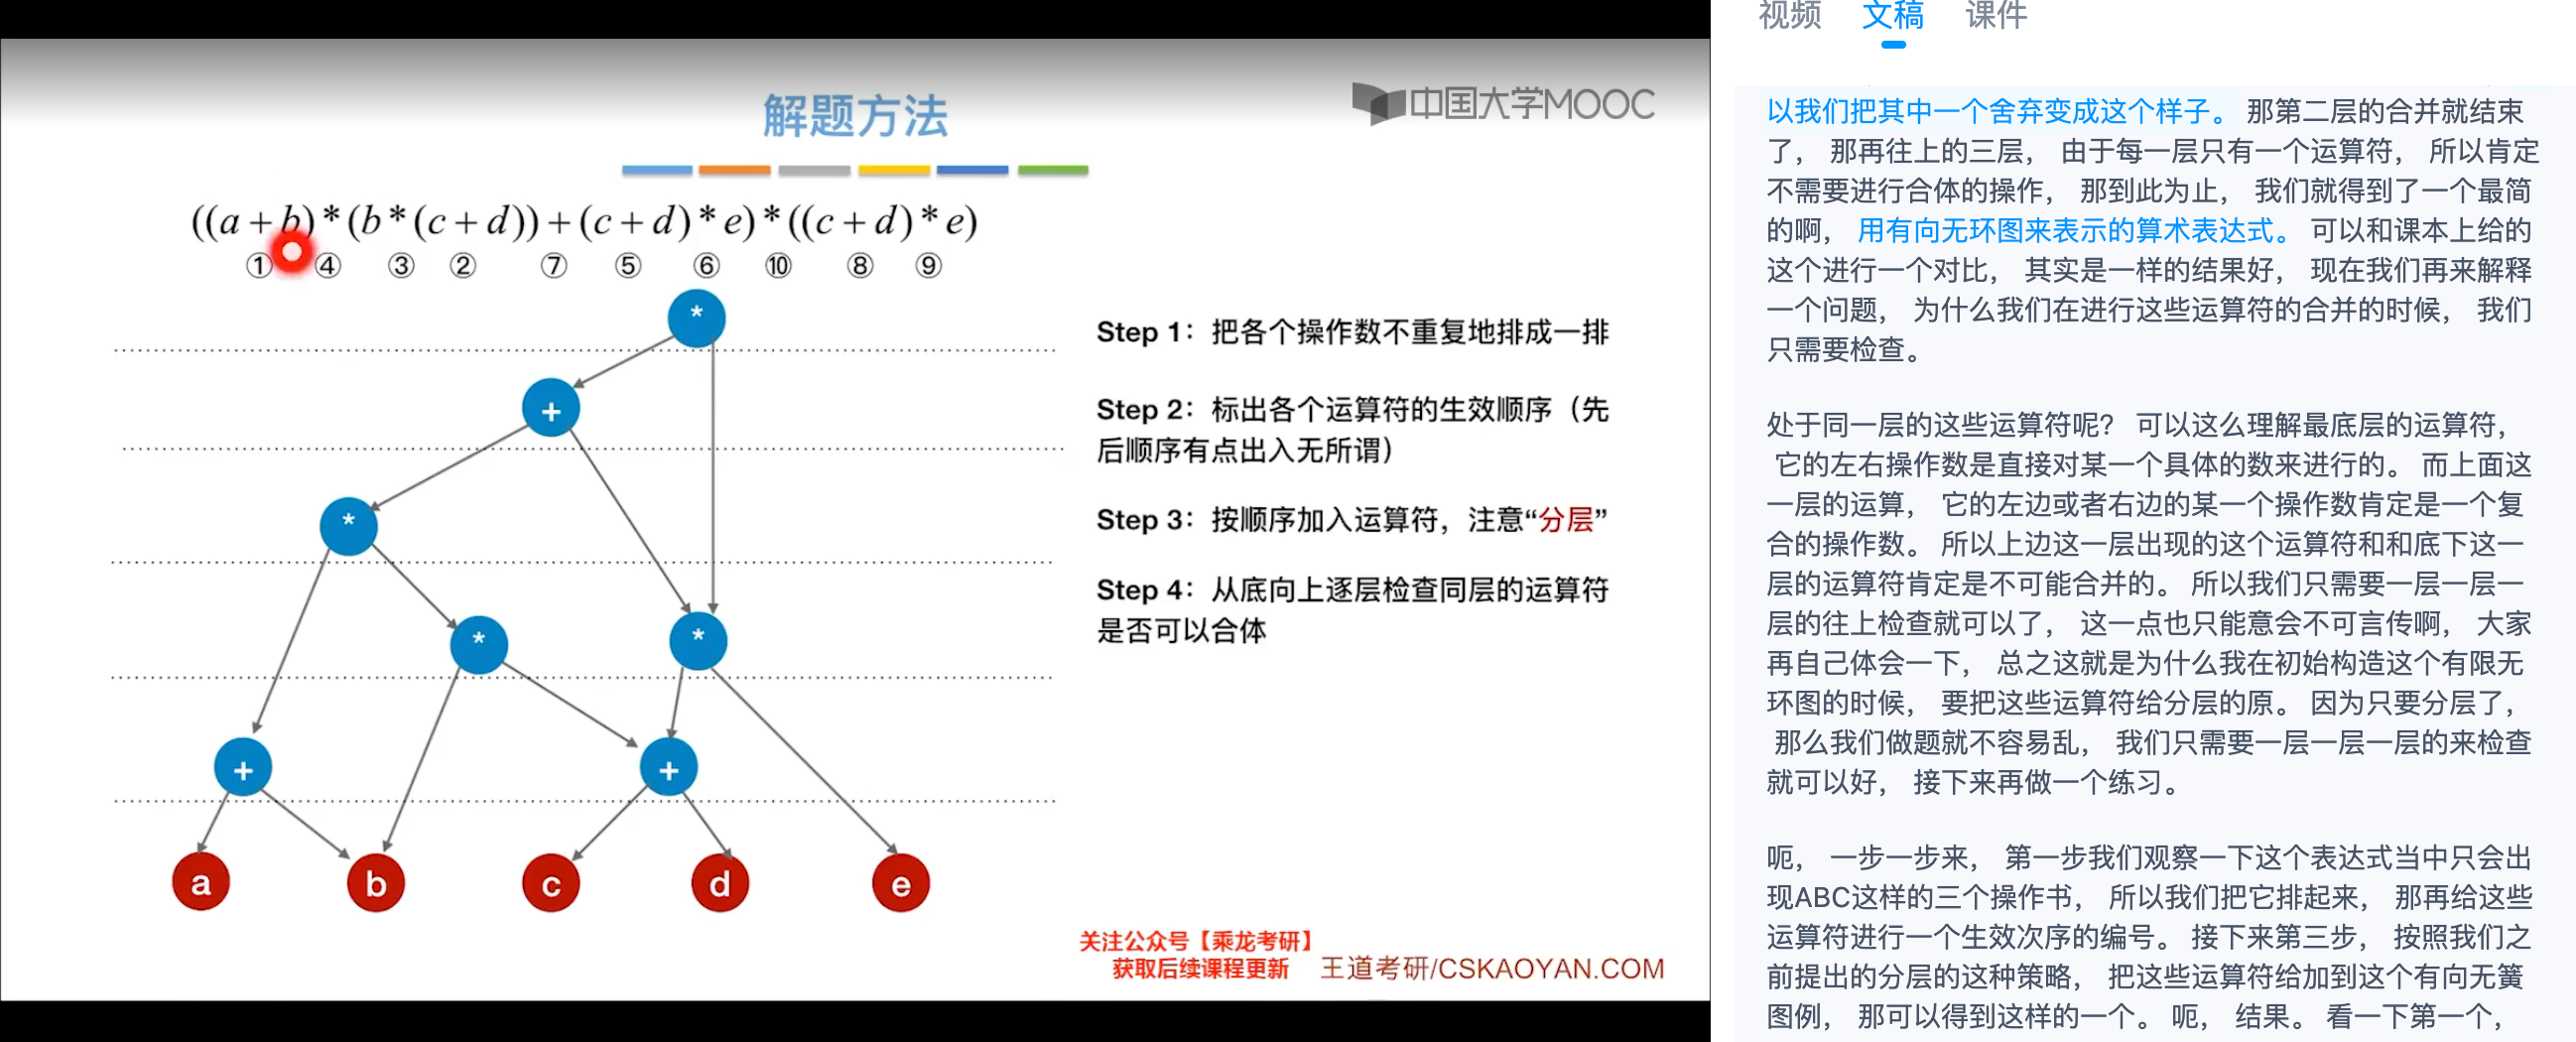 解题方法
中国大学MOOC
((a+b)*(b*(c+d))+(c+d)*e)*((c+d)*e)
① ④ ③ ② ⑦ ⑤ ⑥ ⑩ ⑧ ⑨
*
+
*
*
*
+
+
a
b
c
d
e
Step 1：把各个操作数不重复地排成一排
Step 2：标出各个运算符的生效顺序（先
后顺序有点出入无所谓）
Step 3：按顺序加入运算符，注意“分层”
Step 4：从底向上逐层检查同层的运算符
是否可以合体
关注公众号【乘龙考研】
获取后续课程更新
王道考研/CSKAOYAN.COM
视频 文稿 课件
以我们把其中一个舍弃变成这个样子。 那第二层的合并就结束
了， 那再往上的三层， 由于每一层只有一个运算符， 所以肯定
不需要进行合体的操作， 那到此为止， 我们就得到了一个最简
的啊， 用有向无环图来表示的算术表达式。 可以和课本上给的
这个进行一个对比， 其实是一样的结果好， 现在我们再来解释
一个问题， 为什么我们在进行这些运算符的合并的时候， 我们
只需要检查。
处于同一层的这些运算符呢？ 可以这么理解最底层的运算符，
它的左右操作数是直接对某一个具体的数来进行的。 而上面这
一层的运算， 它的左边或者右边的某一个操作数肯定是一个复
合的操作数。 所以上边这一层出现的这个运算符和和底下这一
层的运算符肯定是不可能合并的。 所以我们只需要一层一层一
层的往上检查就可以了， 这一点也只能意会不可言传啊， 大家
再自己体会一下， 总之这就是为什么我在初始构造这个有限无
环图的时候， 要把这些运算符给分层的原。 因为只要分层了，
那么我们做题就不容易乱， 我们只需要一层一层一层的来检查
就可以好， 接下来再做一个练习。
呃， 一步一步来， 第一步我们观察一下这个表达式当中只会出
现ABC这样的三个操作书， 所以我们把它排起来， 那再给这些
运算符进行一个生效次序的编号。 接下来第三步， 按照我们之
前提出的分层的这种策略， 把这些运算符给加到这个有向无簧
图例， 那可以得到这样的一个。 呃， 结果。 看一下第一个，